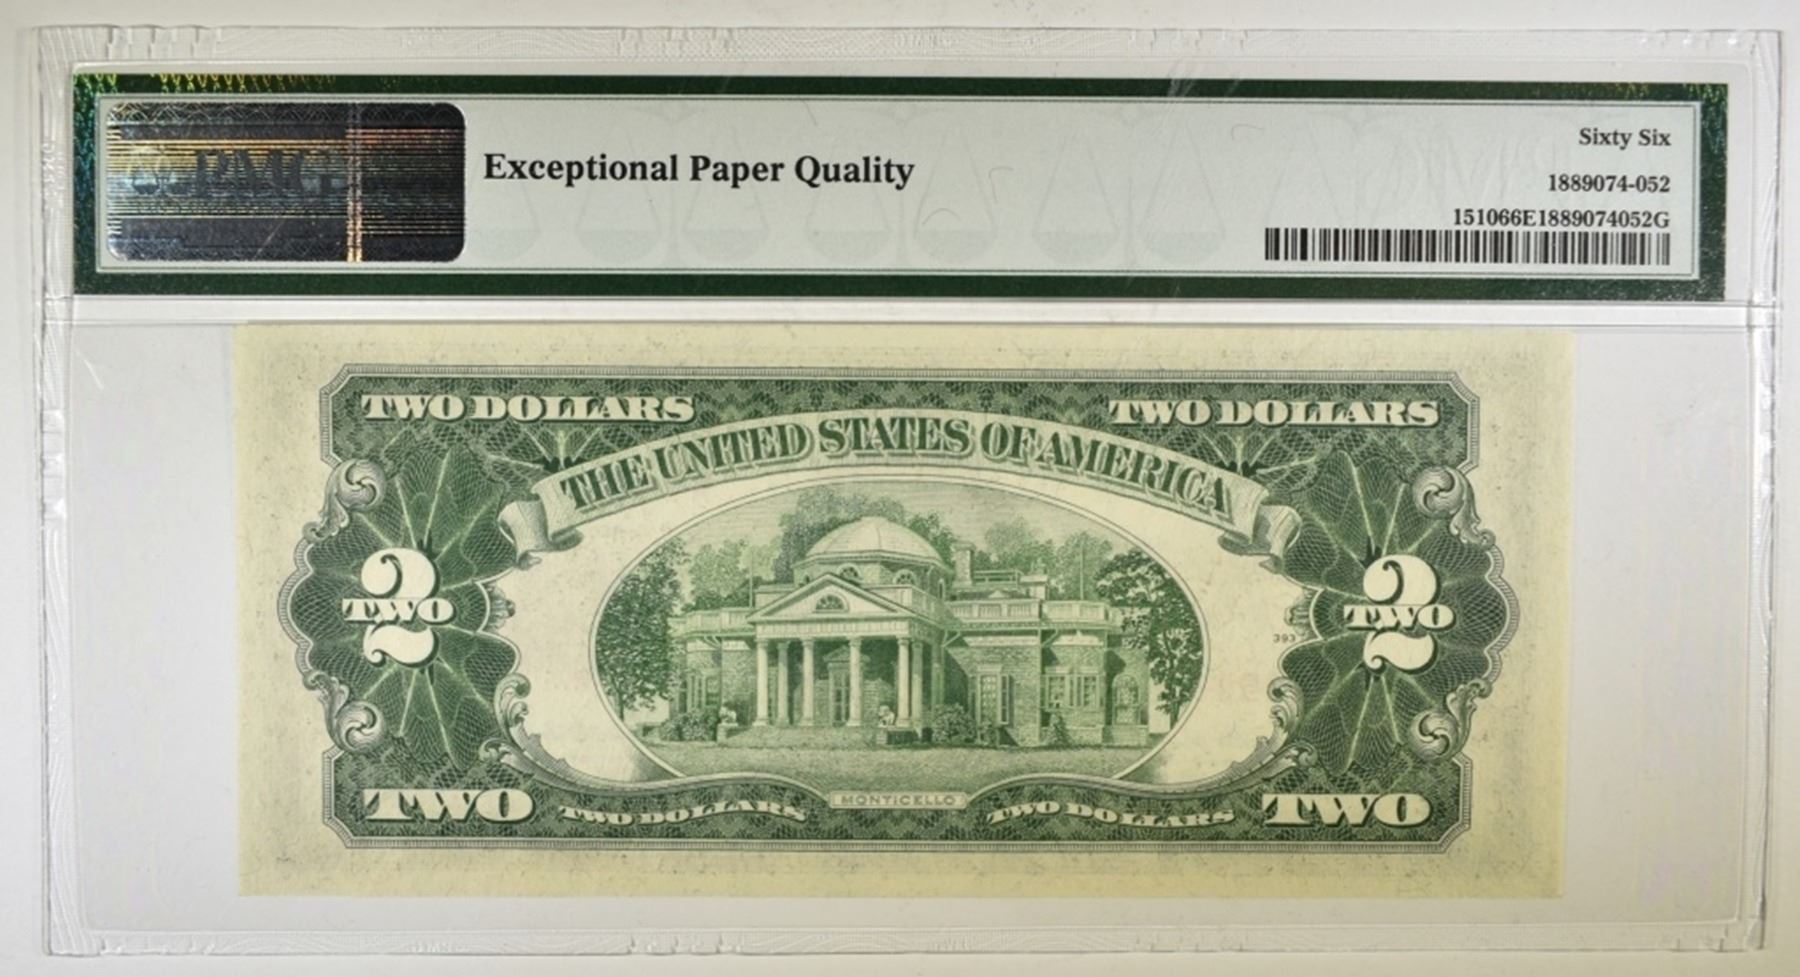 PMG
Exceptional Paper Quality
Sixty Six
1889074-052
151066E1889074052G
TWO DOLLARS
TWO DOLLARS
THE UNITED STATES OF AMERICA
2
TWO
2
TWO
393
TWO
TWO DOLLARS
MONTICELLO
TWO DOLLARS
TWO